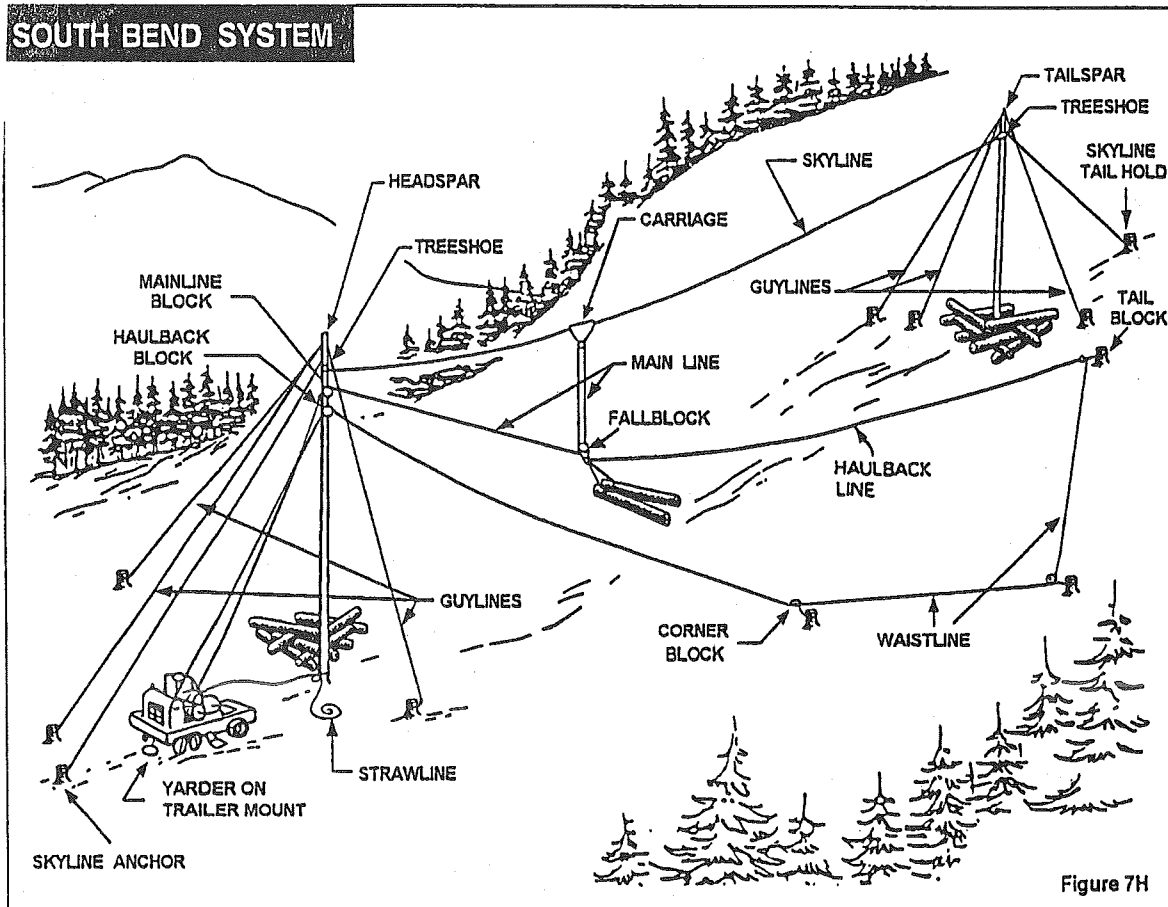 SOUTH BEND SYSTEM
TAILSPAR
TREESHOE
SKYLINE
SKYLINE
TAIL HOLD
HEADSPAR
CARRIAGE
TREESHOE
MAINLINE
BLOCK
GUYLINES
TAIL
BLOCK
HAULBACK
BLOCK
MAIN LINE
FALLBLOCK
HAULBACK
LINE
GUYLINES
CORNER
BLOCK
WAISTLINE
STRAWLINE
YARDER ON
TRAILER MOUNT
SKYLINE ANCHOR
Figure 7H